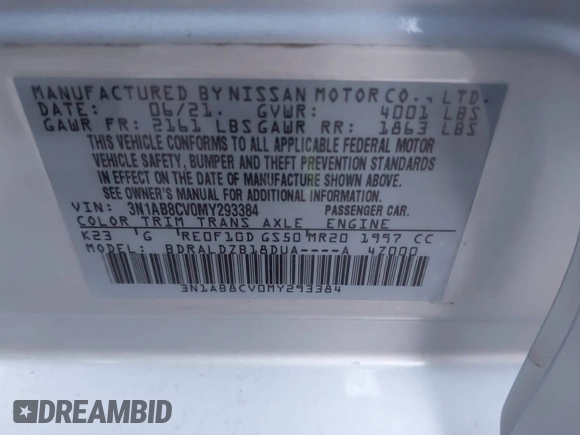 MANUFACTURED BY NISSAN MOTOR CO., LTD.
DATE: 06/21. GVWR: 4001 LBS
GAWR FR: 2161 LBS GAWR RR: 1863 LBS
THIS VEHICLE CONFORMS TO ALL APPLICABLE FEDERAL MOTOR
VEHICLE SAFETY, BUMPER AND THEFT PREVENTION STANDARDS
IN EFFECT ON THE DATE OF MANUFACTURE SHOWN ABOVE.
SEE OWNER'S MANUAL FOR ADDITIONAL INFORMATION.
VIN: 3N1AB8CV0MY293384 PASSENGER CAR.
COLOR TRIM TRANS AXLE ENGINE
K23 G RE0F10D GS50 MR20 1997 CC
MODEL: BDRALDZB18DUA----A 4Z000
3N1AB8CV0MY293384
DREAMBID